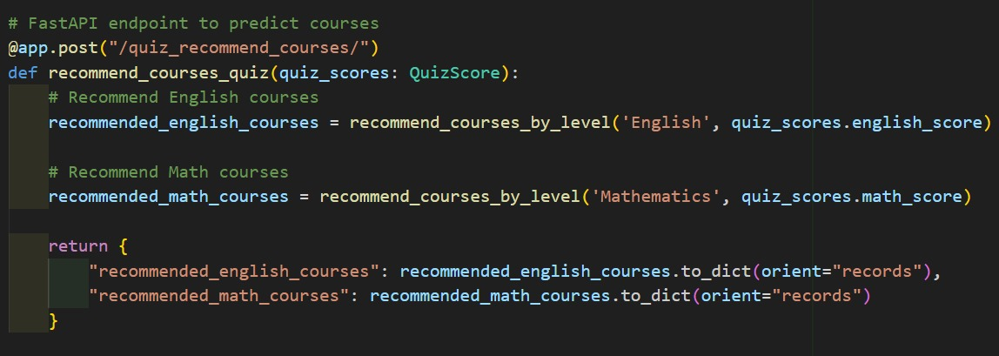 # FastAPI endpoint to predict courses
@app.post("/quiz_recommend_courses/")
def recommend_courses_quiz(quiz_scores: QuizScore):
    # Recommend English courses
    recommended_english_courses = recommend_courses_by_level('English', quiz_scores.english_score)

    # Recommend Math courses
    recommended_math_courses = recommend_courses_by_level('Mathematics', quiz_scores.math_score)

    return {
        "recommended_english_courses": recommended_english_courses.to_dict(orient="records"),
        "recommended_math_courses": recommended_math_courses.to_dict(orient="records")
    }